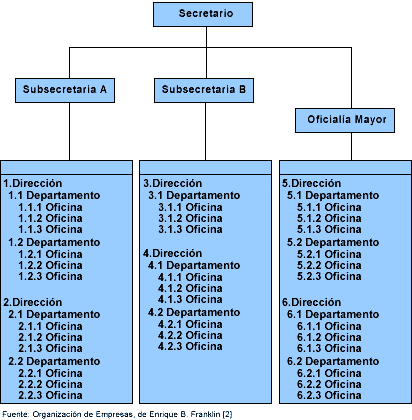 Secretario
Subsecretaria A
Subsecretaria B
Oficialía Mayor
1.Dirección
1.1 Departamento
1.1.1 Oficina
1.1.2 Oficina
1.1.3 Oficina
1.2 Departamento
1.2.1 Oficina
1.2.2 Oficina
1.2.3 Oficina
2.Dirección
2.1 Departamento
2.1.1 Oficina
2.1.2 Oficina
2.1.3 Oficina
2.2 Departamento
2.2.1 Oficina
2.2.2 Oficina
2.2.3 Oficina
3.Dirección
3.1 Departamento
3.1.1 Oficina
3.1.2 Oficina
3.1.3 Oficina
4.Dirección
4.1 Departamento
4.1.1 Oficina
4.1.2 Oficina
4.1.3 Oficina
4.2 Departamento
4.2.1 Oficina
4.2.2 Oficina
4.2.3 Oficina
5.Dirección
5.1 Departamento
5.1.1 Oficina
5.1.2 Oficina
5.1.3 Oficina
5.2 Departamento
5.2.1 Oficina
5.2.2 Oficina
5.2.3 Oficina
6.Dirección
6.1 Departamento
6.1.1 Oficina
6.1.2 Oficina
6.1.3 Oficina
6.2 Departamento
6.2.1 Oficina
6.2.2 Oficina
6.2.3 Oficina
Fuente: Organización de Empresas, de Enrique B. Franklin [2]